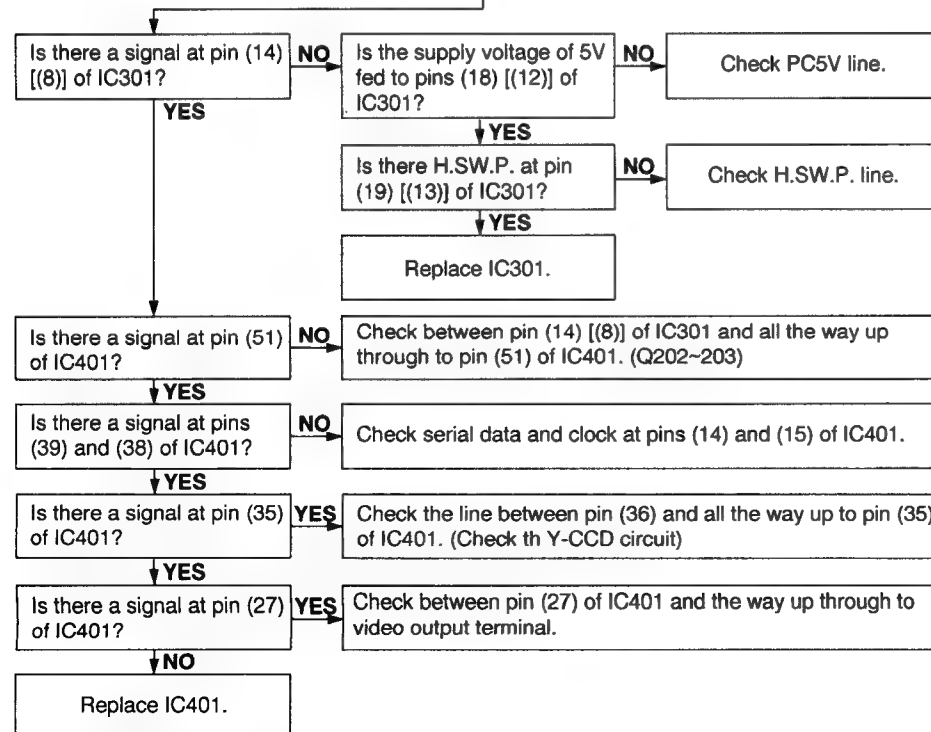 Is there a signal at pin (14)
[(8)] of IC301?
NO
Is the supply voltage of 5V
fed to pins (18) [(12)] of
IC301?
NO
Check PC5V line.
YES
YES
Is there H.SW.P. at pin
(19) [(13)] of IC301?
NO
Check H.SW.P. line.
YES
Replace IC301.
Is there a signal at pin (51)
of IC401?
NO
Check between pin (14) [(8)] of IC301 and all the way up
through to pin (51) of IC401. (Q202~203)
YES
Is there a signal at pins
(39) and (38) of IC401?
NO
Check serial data and clock at pins (14) and (15) of IC401.
YES
Is there a signal at pin (35)
of IC401?
YES
Check the line between pin (36) and all the way up to pin (35)
of IC401. (Check th Y-CCD circuit)
YES
Is there a signal at pin (27)
of IC401?
YES
Check between pin (27) of IC401 and the way up through to
video output terminal.
NO
Replace IC401.